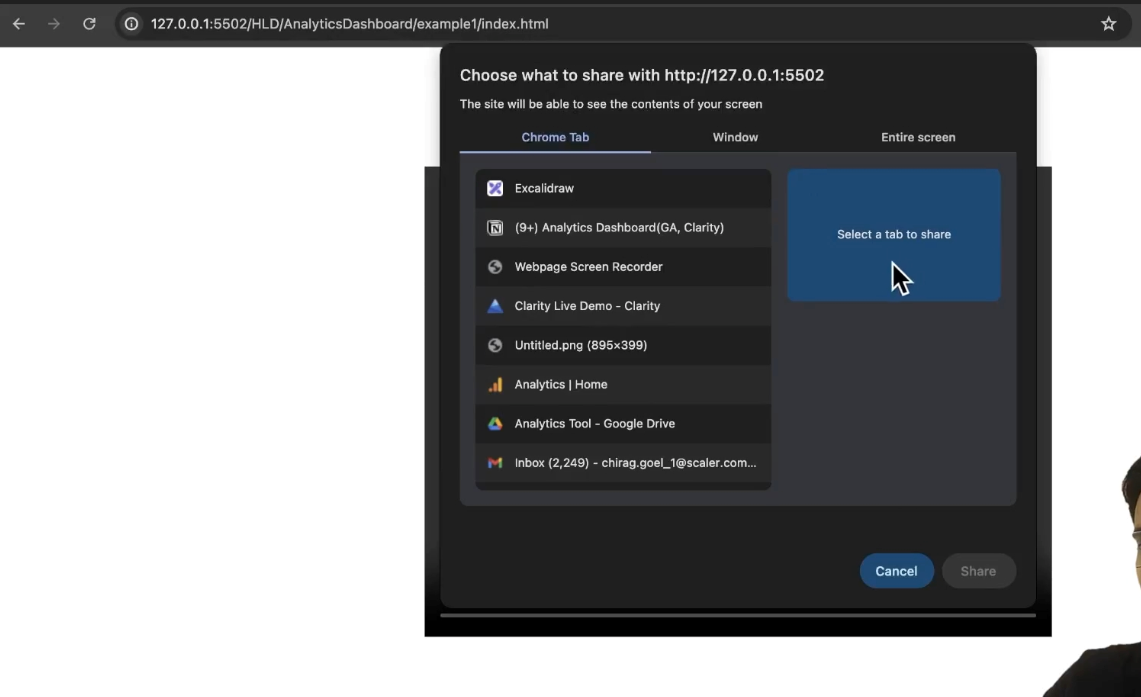 127.0.0.1:5502/HLD/AnalyticsDashboard/example1/index.html
Choose what to share with http://127.0.0.1:5502
The site will be able to see the contents of your screen
Chrome Tab
Window
Entire screen
Excalidraw
(9+) Analytics Dashboard(GA, Clarity)
Webpage Screen Recorder
Clarity Live Demo - Clarity
Untitled.png (895×399)
Analytics | Home
Analytics Tool - Google Drive
Inbox (2,249) - chirag.goel_1@scaler.com...
Select a tab to share
Cancel
Share